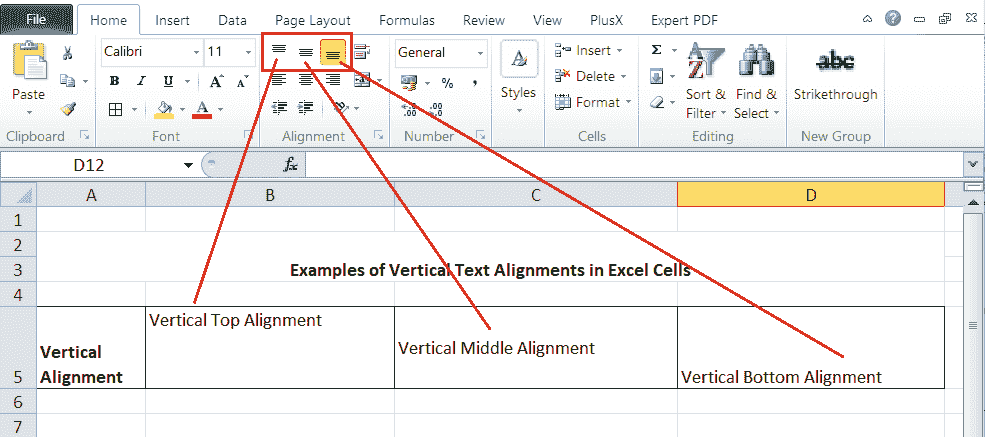 File Home Insert Data Page Layout Formulas Review View PlusX Expert PDF
Calibri 11 General Insert Σ
Delete
Paste B I U A A % , Styles Sort & Find & Strikethrough
A Format Filter Select
Clipboard Font Alignment Number Cells Editing New Group
D12 fx
A B C D
1
2
3 Examples of Vertical Text Alignments in Excel Cells
4
Vertical Top Alignment
Vertical Vertical Middle Alignment
5 Alignment Vertical Bottom Alignment
6
7